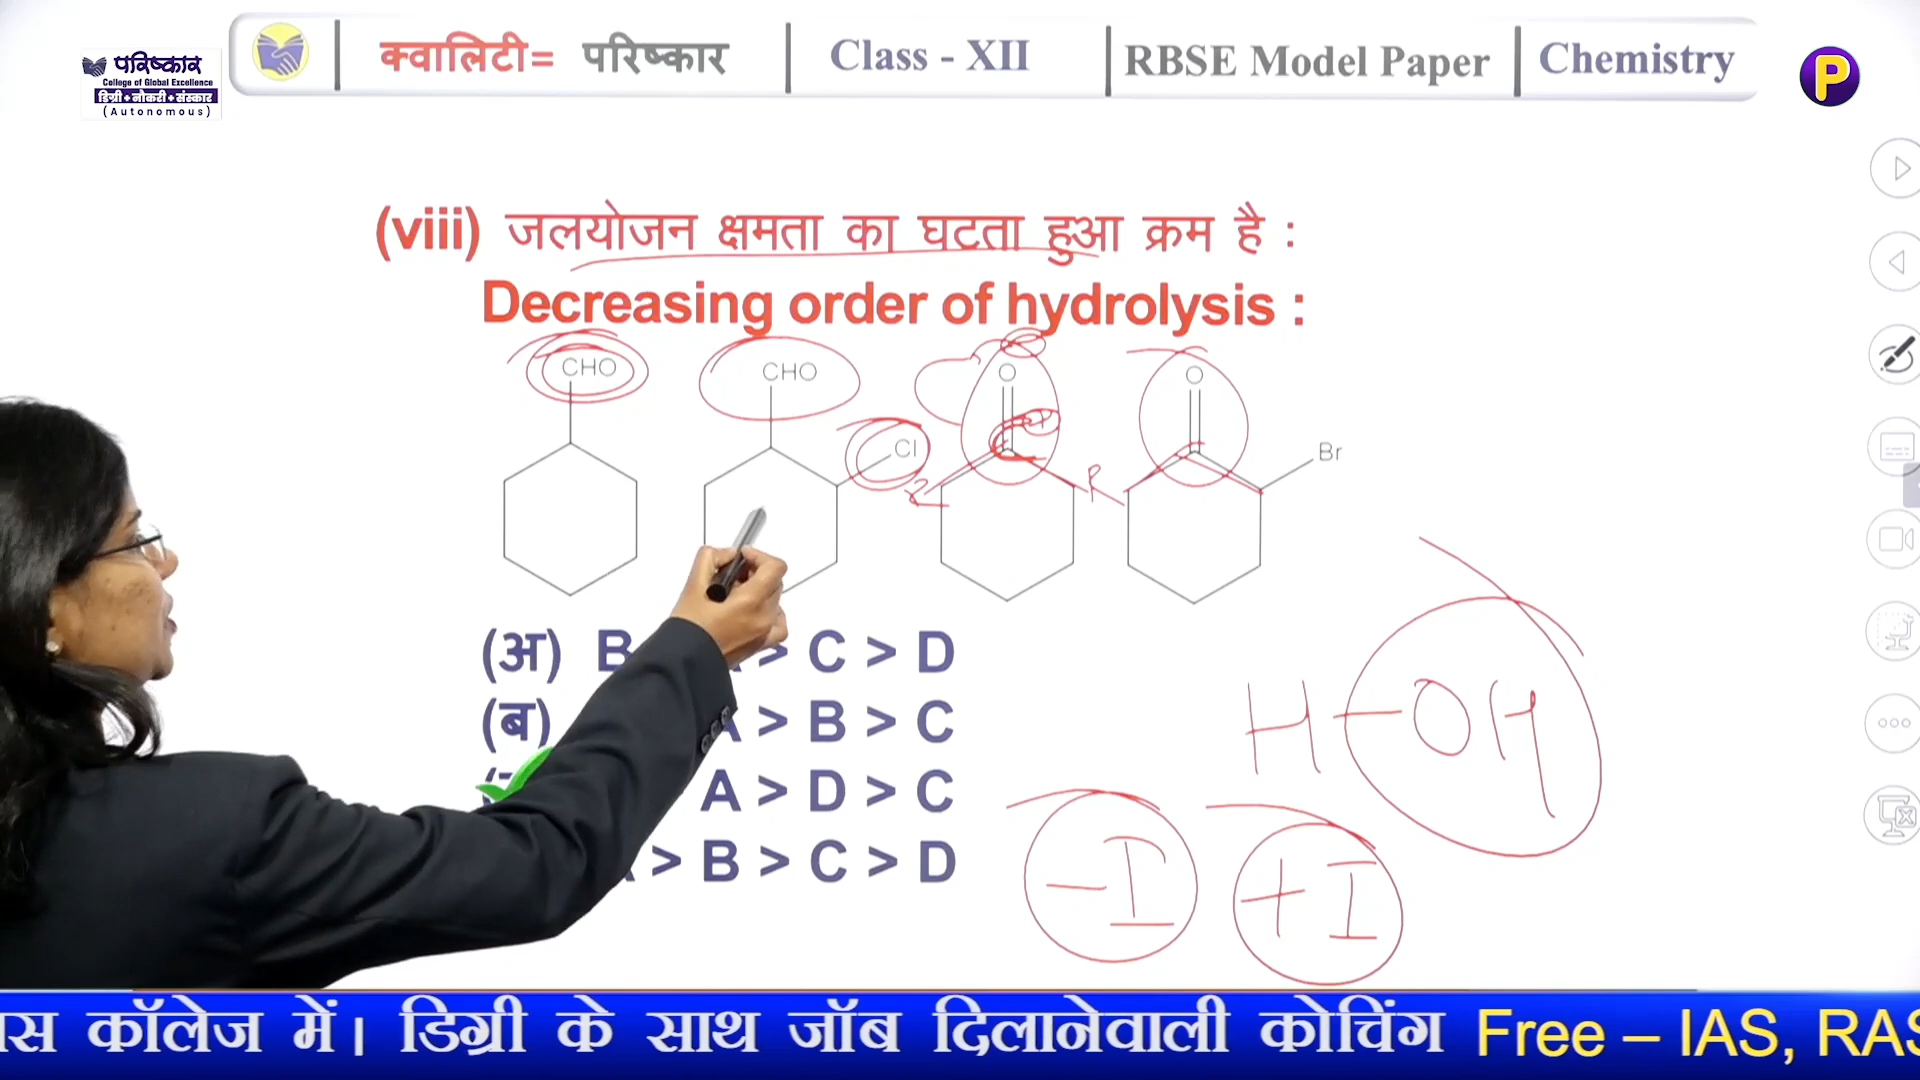 परिष्कार
College of Global Excellence
डिग्री + नौकरी + संस्कार
(Autonomous)
क्वालिटी= परिष्कार
Class - XII
RBSE Model Paper
Chemistry
P
(viii) जलयोजन क्षमता का घटता हुआ क्रम है :
Decreasing order of hydrolysis :
CHO
CHO
Cl
O
O
Br
R
R
(अ) B > C > D
(ब) A > B > C
A > D > C
> B > C > D
H-OH
-I
+I
कॉलेज में। डिग्री के साथ जॉब दिलानेवाली कोचिंग Free – IAS, RAS